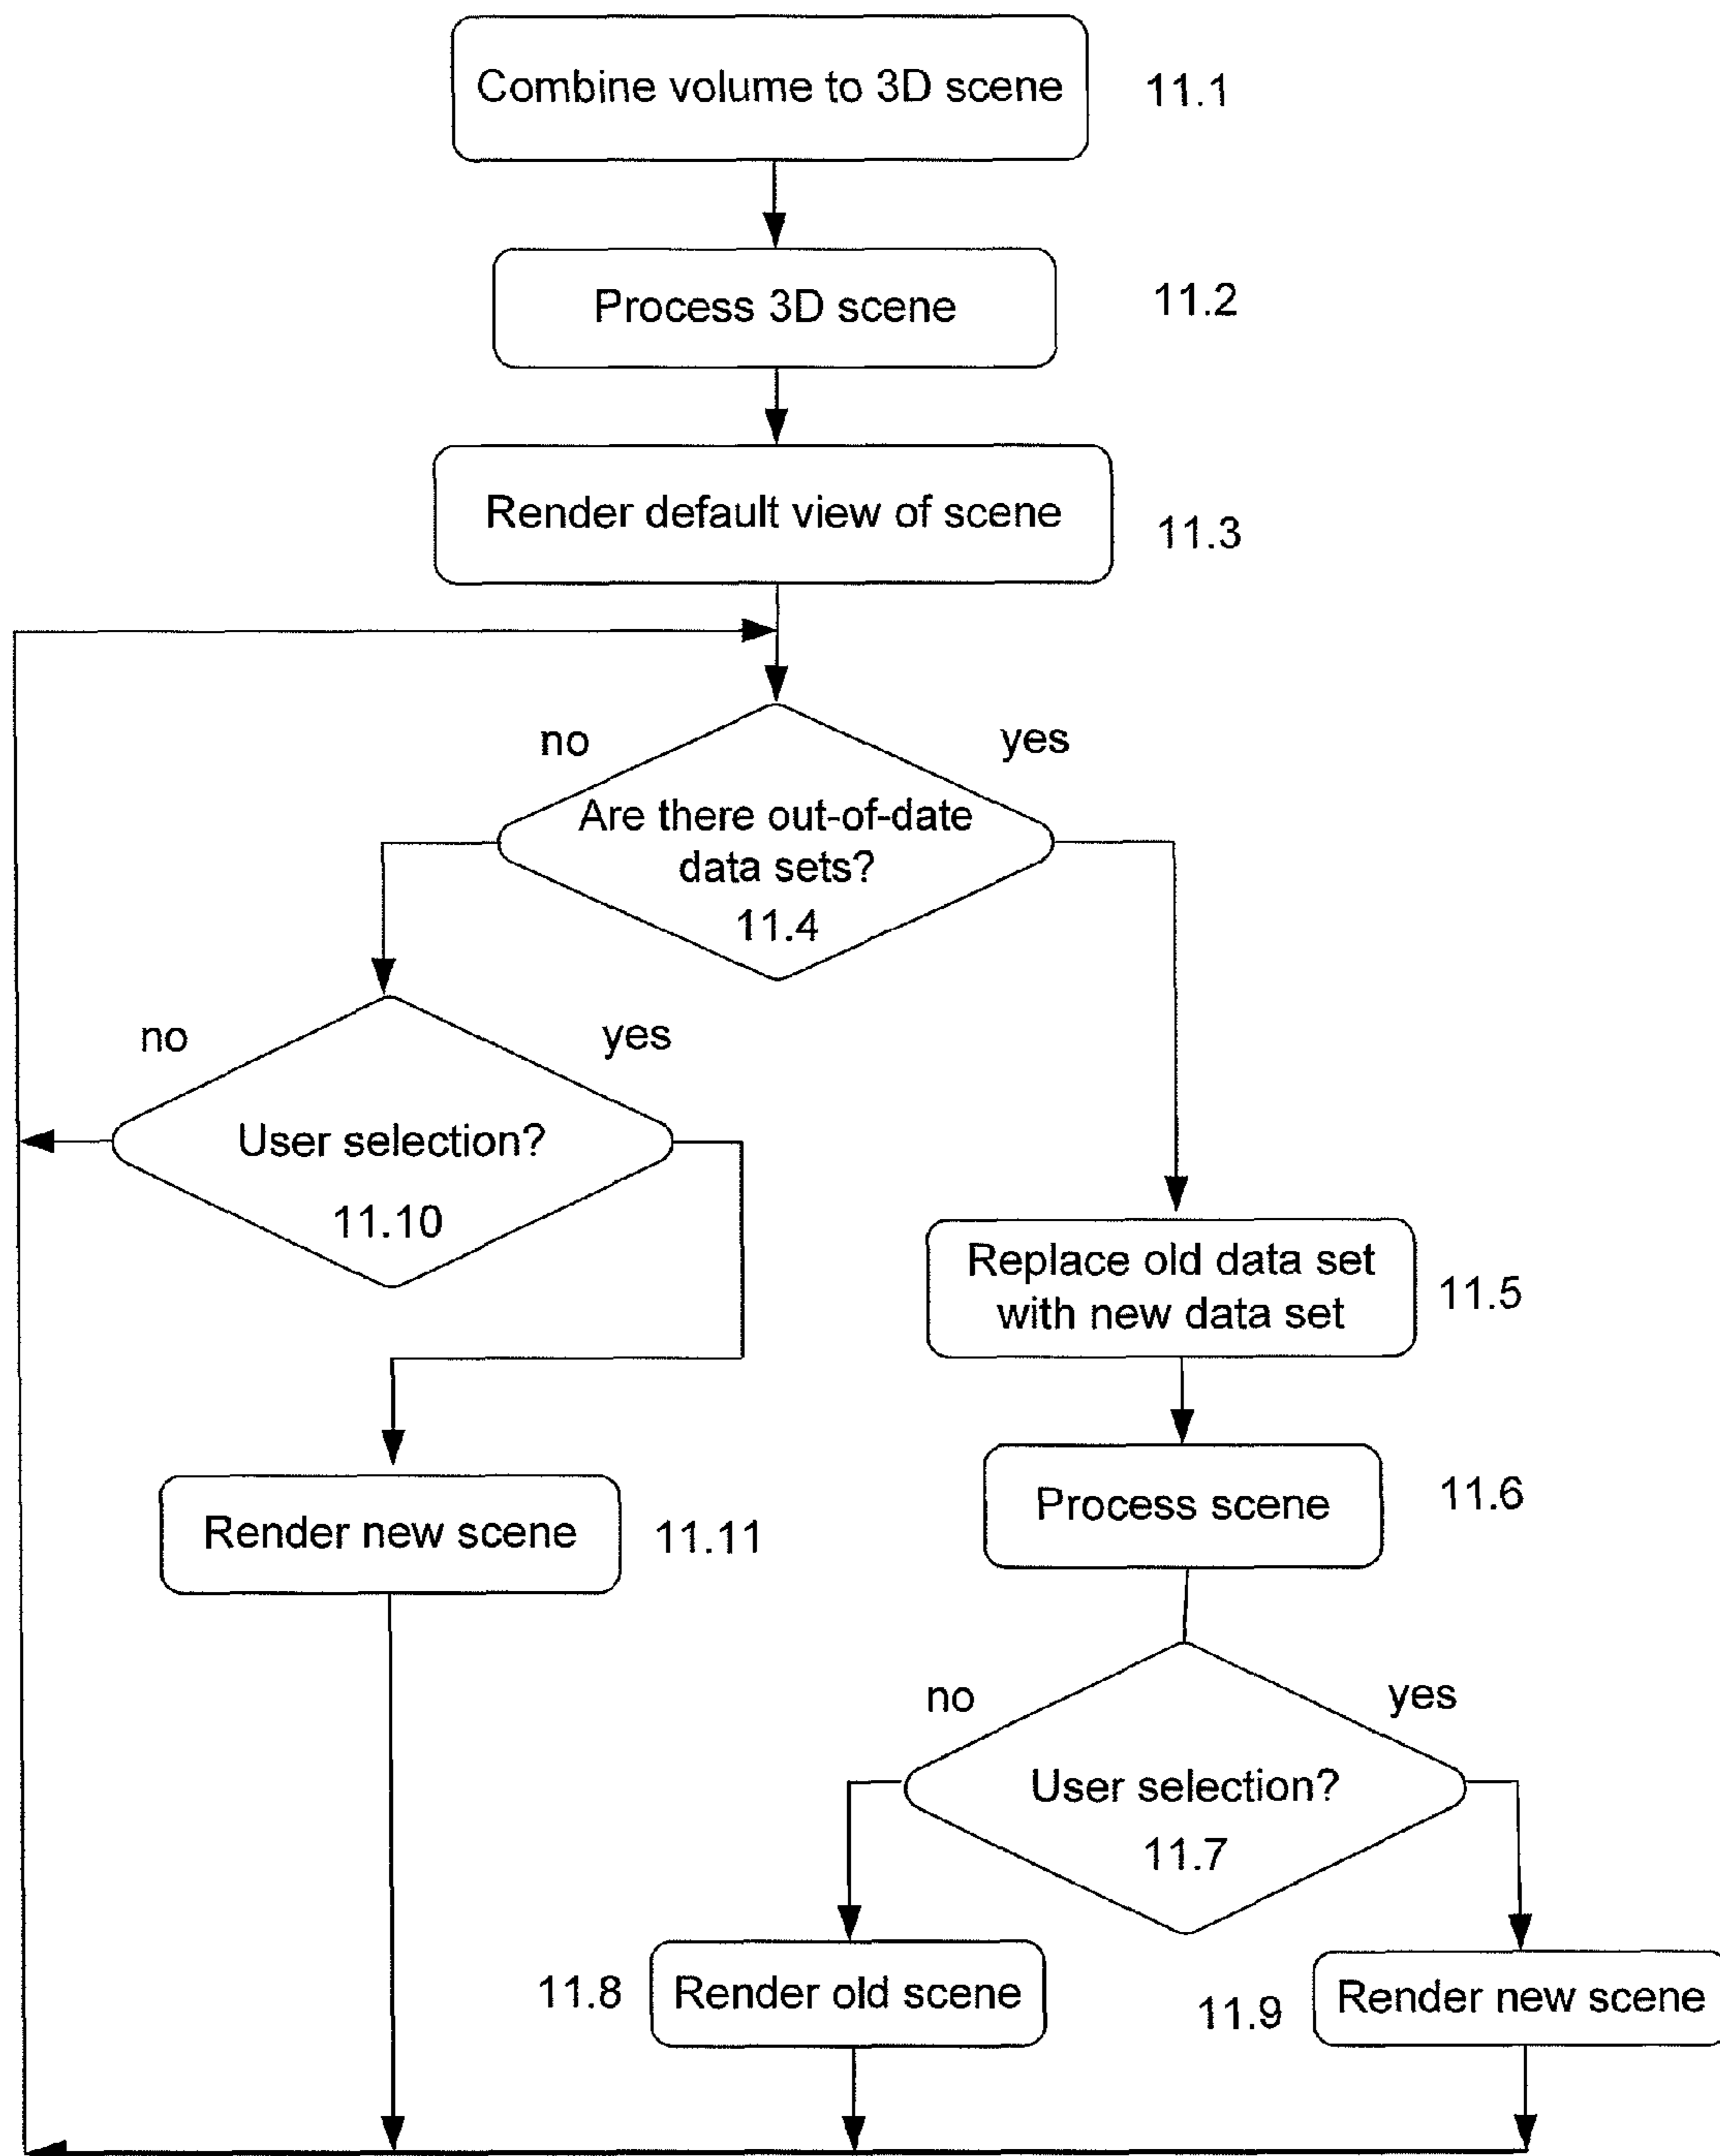 Combine volume to 3D scene
11.1
Process 3D scene
11.2
Render default view of scene
11.3
no
yes
Are there out-of-date
data sets?
11.4
no
yes
User selection?
11.10
Replace old data set
with new data set
11.5
Process scene
11.6
Render new scene
11.11
no
yes
User selection?
11.7
11.8
Render old scene
11.9
Render new scene